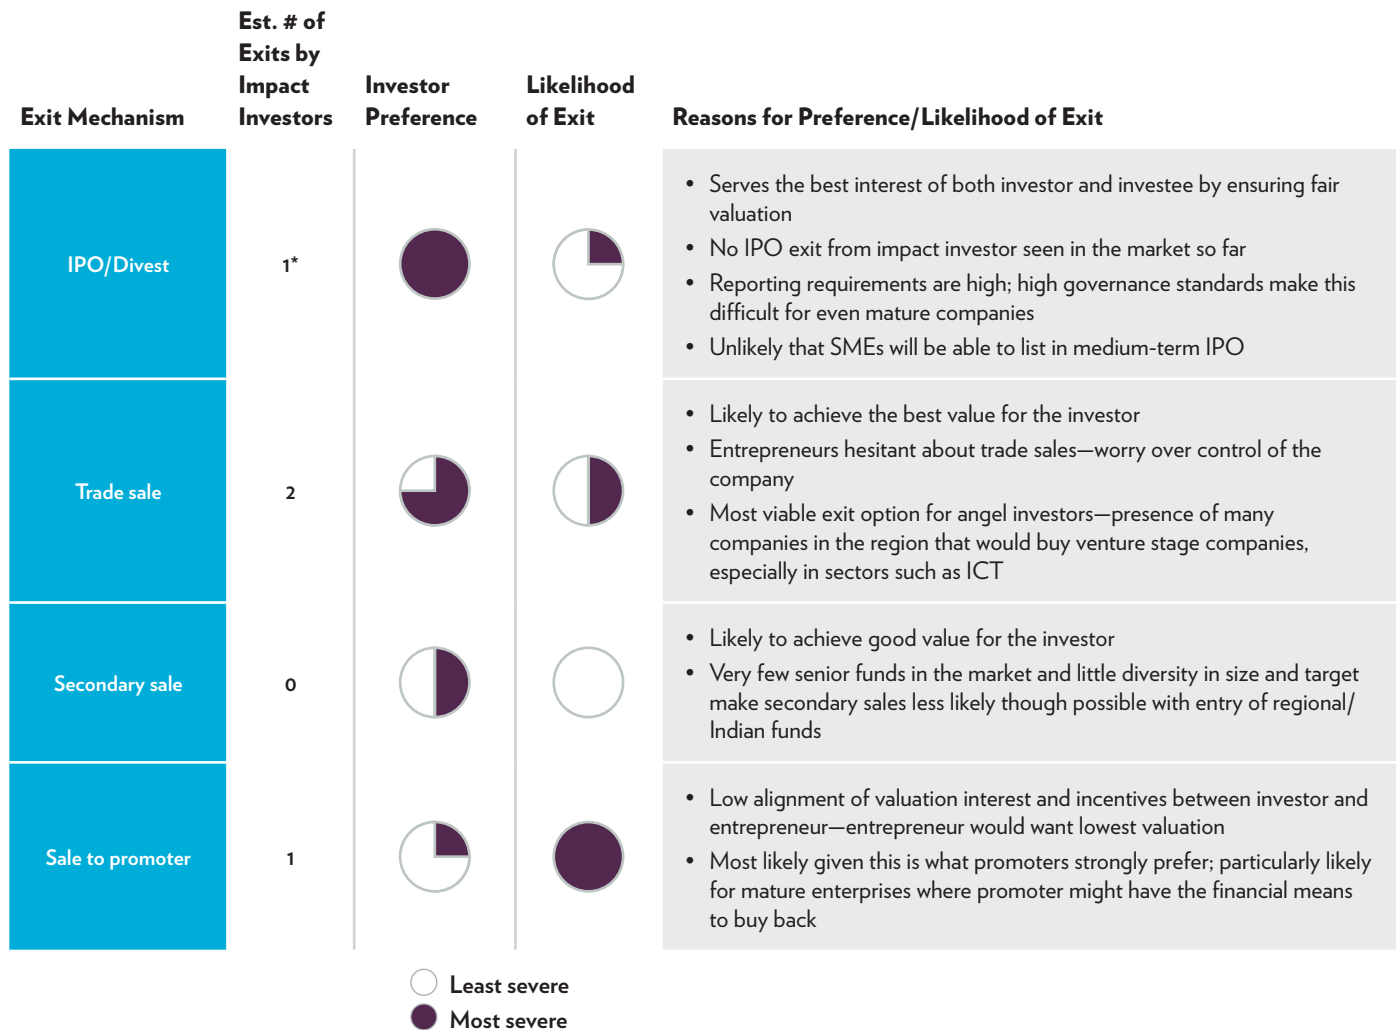 Exit Mechanism
Est. # of
Exits by
Impact
Investors
Investor
Preference
Likelihood
of Exit
Reasons for Preference/Likelihood of Exit
IPO/Divest
1*
• Serves the best interest of both investor and investee by ensuring fair
valuation
• No IPO exit from impact investor seen in the market so far
• Reporting requirements are high; high governance standards make this
difficult for even mature companies
• Unlikely that SMEs will be able to list in medium-term IPO
Trade sale
2
• Likely to achieve the best value for the investor
• Entrepreneurs hesitant about trade sales—worry over control of the
company
• Most viable exit option for angel investors—presence of many
companies in the region that would buy venture stage companies,
especially in sectors such as ICT
Secondary sale
0
• Likely to achieve good value for the investor
• Very few senior funds in the market and little diversity in size and target
make secondary sales less likely though possible with entry of regional/
Indian funds
Sale to promoter
1
• Low alignment of valuation interest and incentives between investor and
entrepreneur—entrepreneur would want lowest valuation
• Most likely given this is what promoters strongly prefer; particularly likely
for mature enterprises where promoter might have the financial means
to buy back
Least severe
Most severe